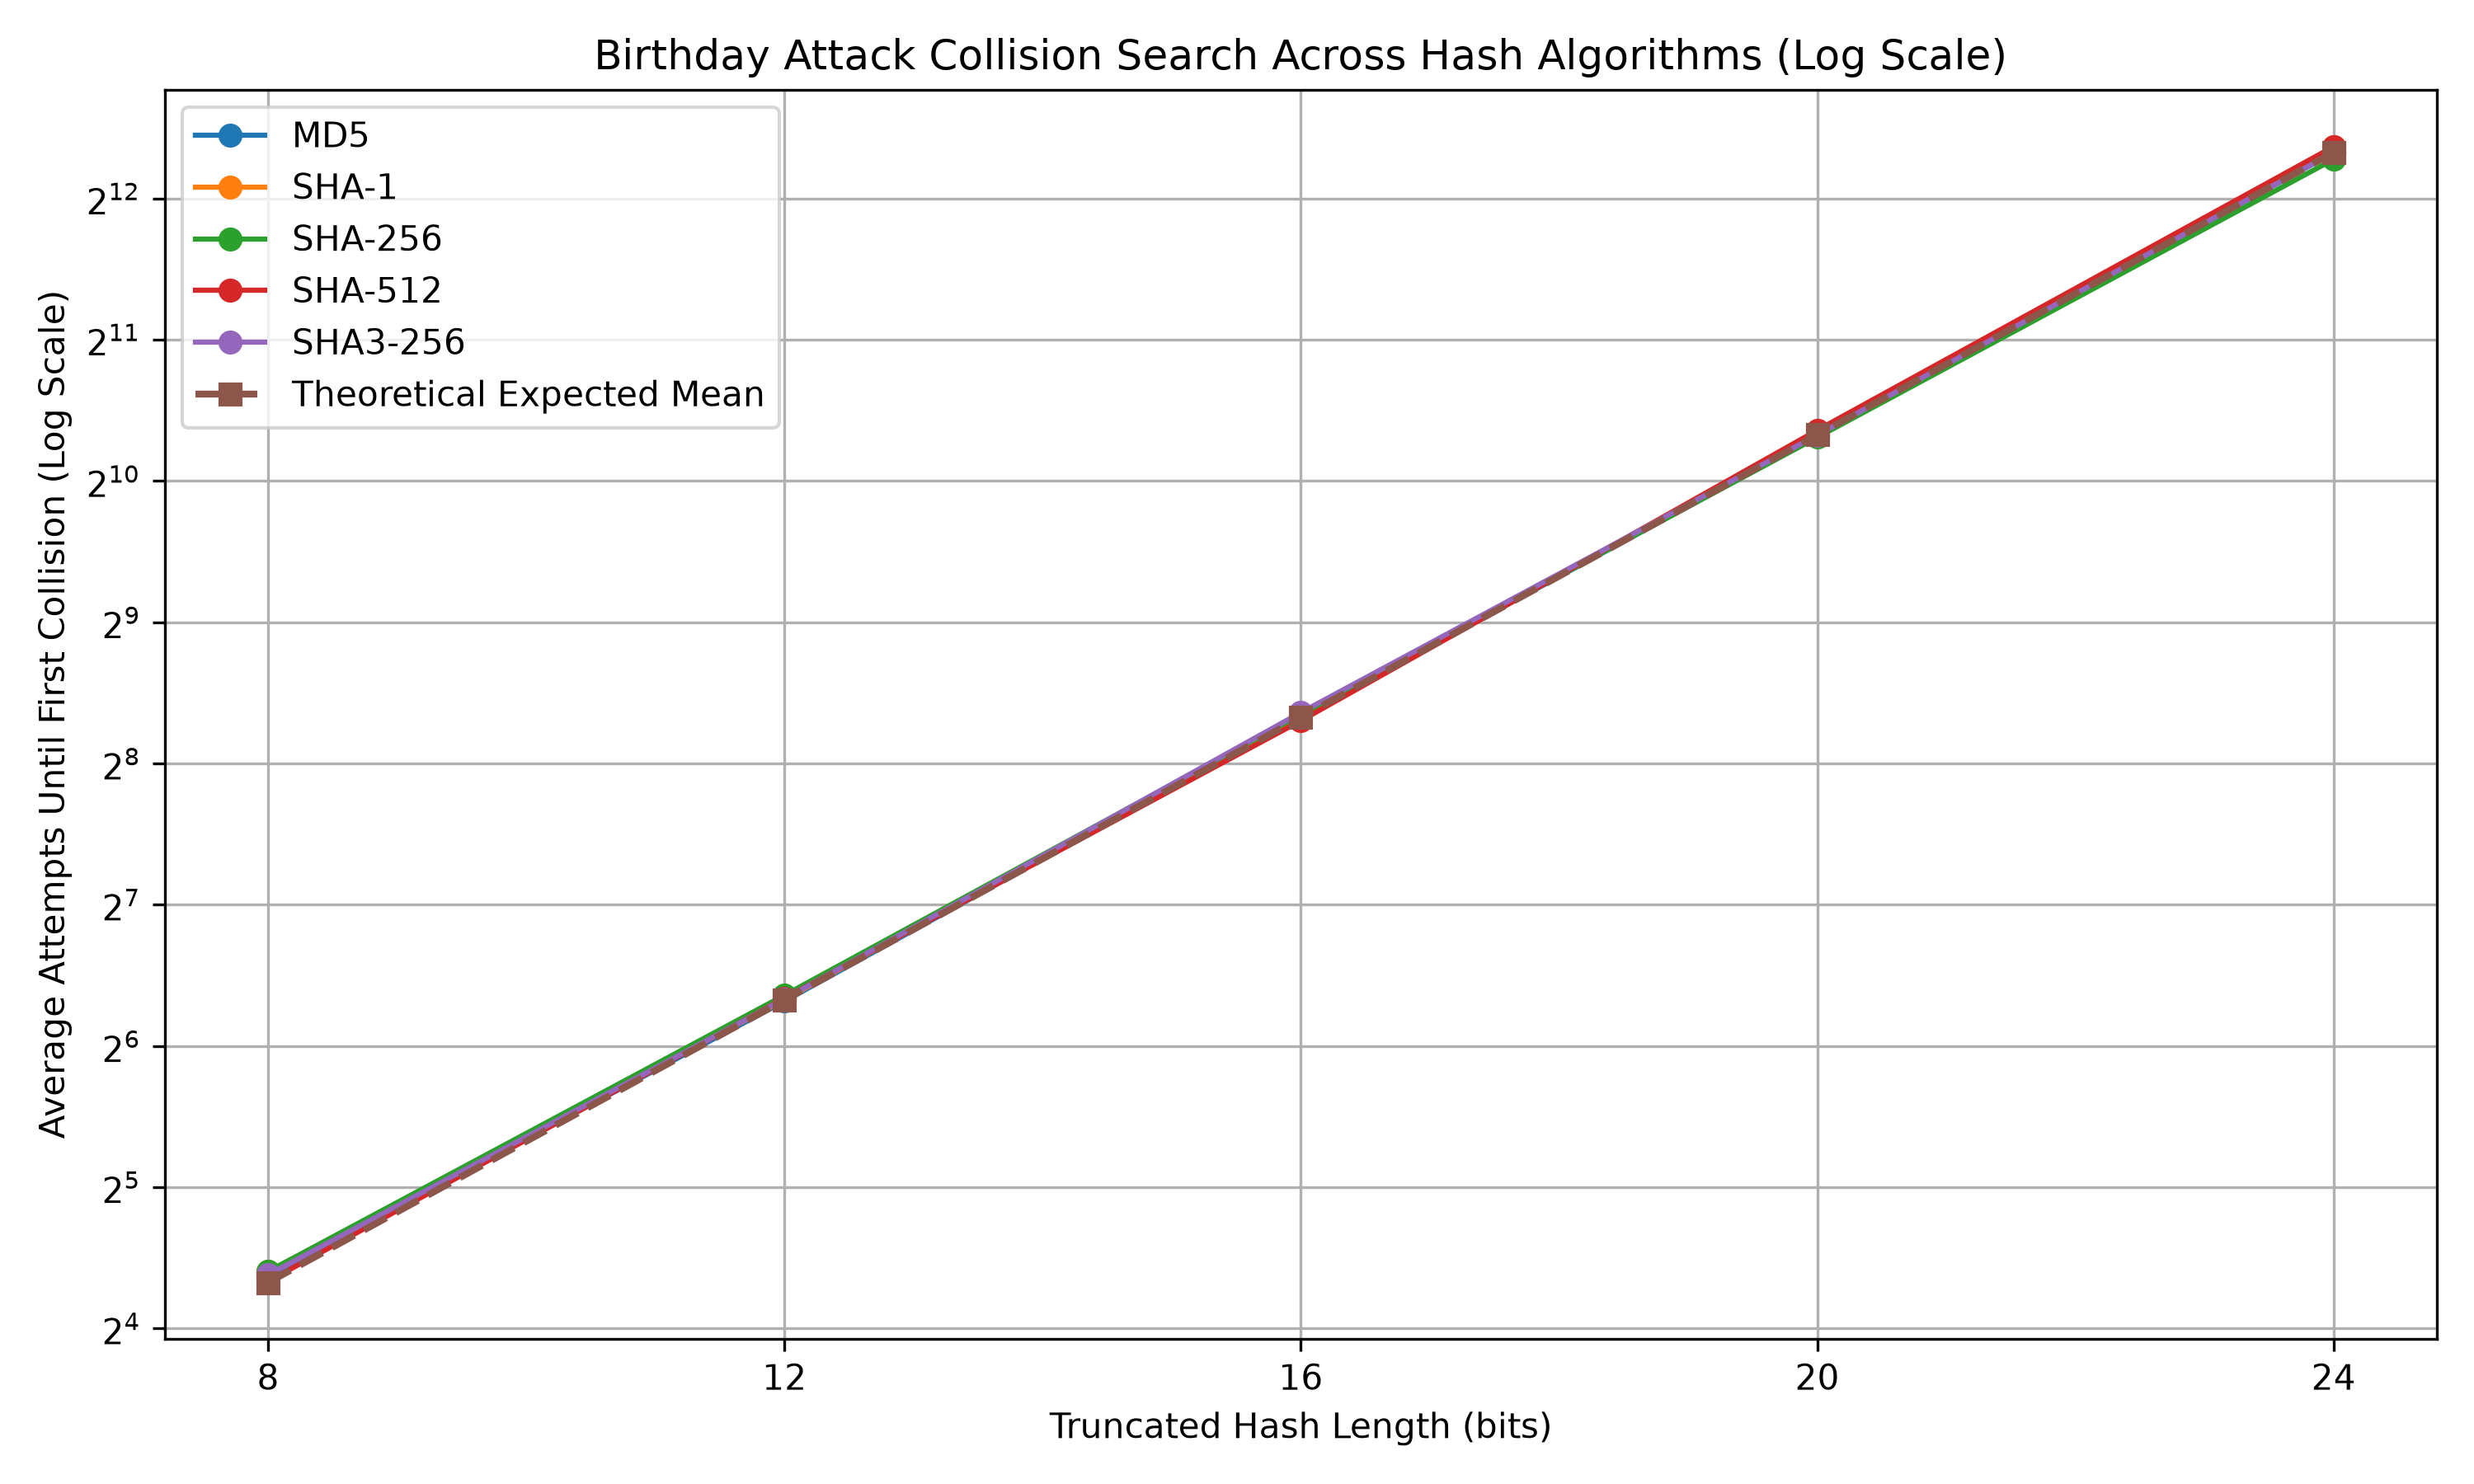 Birthday Attack Collision Search Across Hash Algorithms (Log Scale)
MD5
SHA-1
SHA-256
SHA-512
SHA3-256
Theoretical Expected Mean
Average Attempts Until First Collision (Log Scale)
2¹²
2¹¹
2¹⁰
2⁹
2⁸
2⁷
2⁶
2⁵
2⁴
8 12 16 20 24
Truncated Hash Length (bits)